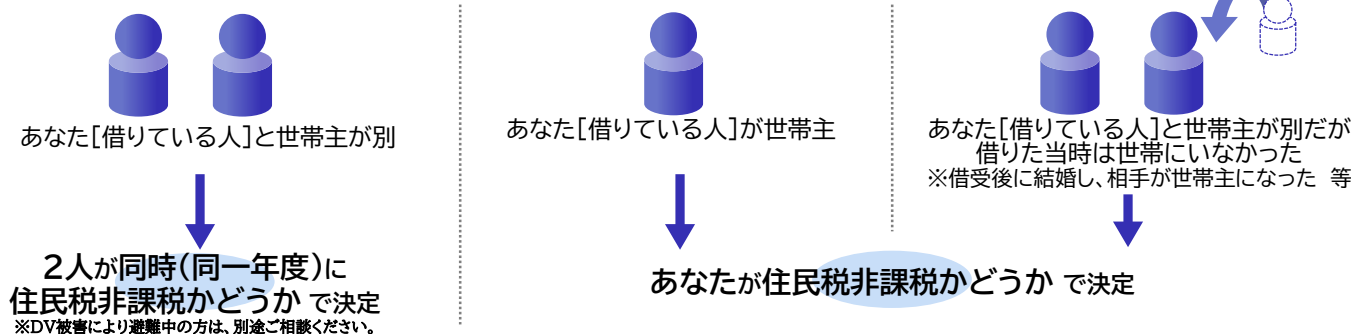 あなた[借りている人]と世帯主が別
2人が同時(同一年度)に
住民税非課税かどうか で決定
※DV被害により避難中の方は、別途ご相談ください。
あなた[借りている人]が世帯主
あなた[借りている人]と世帯主が別だが
借りた当時は世帯にいなかった
※借受後に結婚し、相手が世帯主になった 等
あなたが住民税非課税かどうか で決定